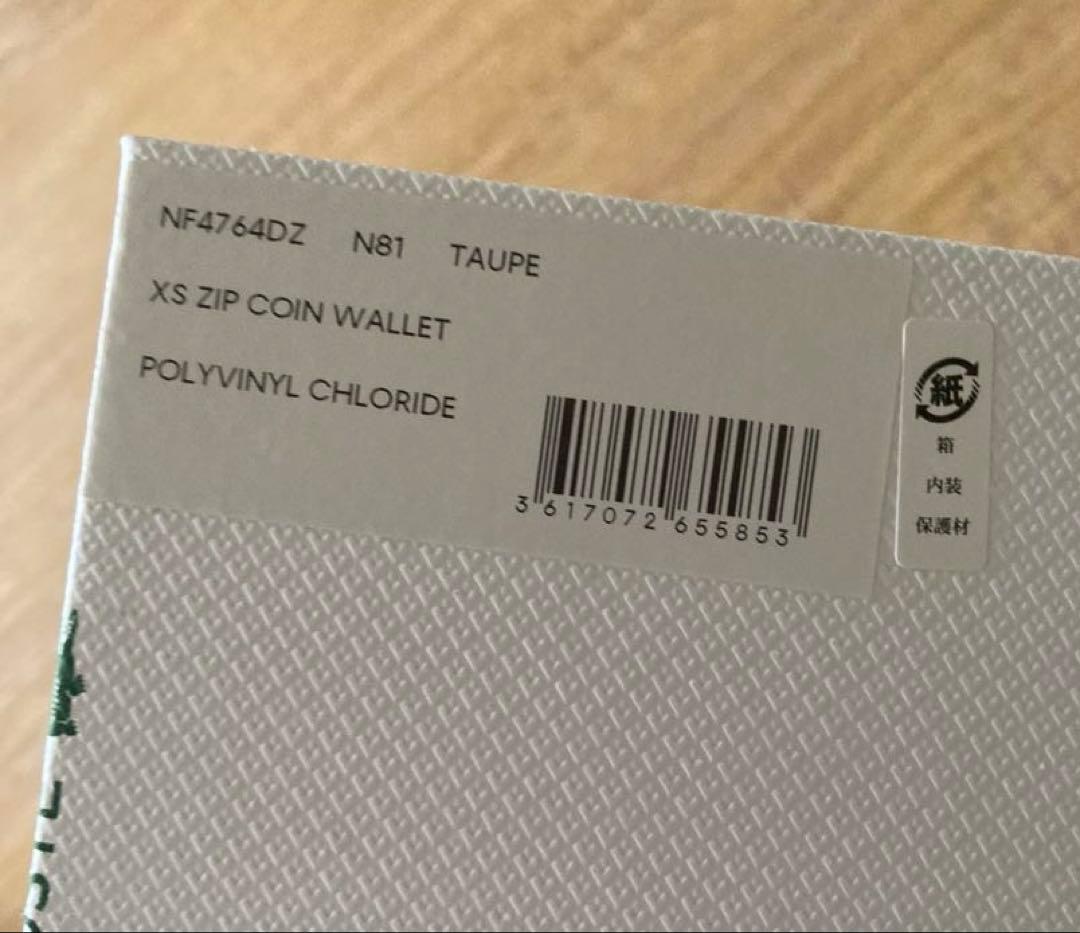 NF4764DZ N81 TAUPE
XS ZIP COIN WALLET
POLYVINYL CHLORIDE
3 617072 655853
紙
箱
内装
保護材